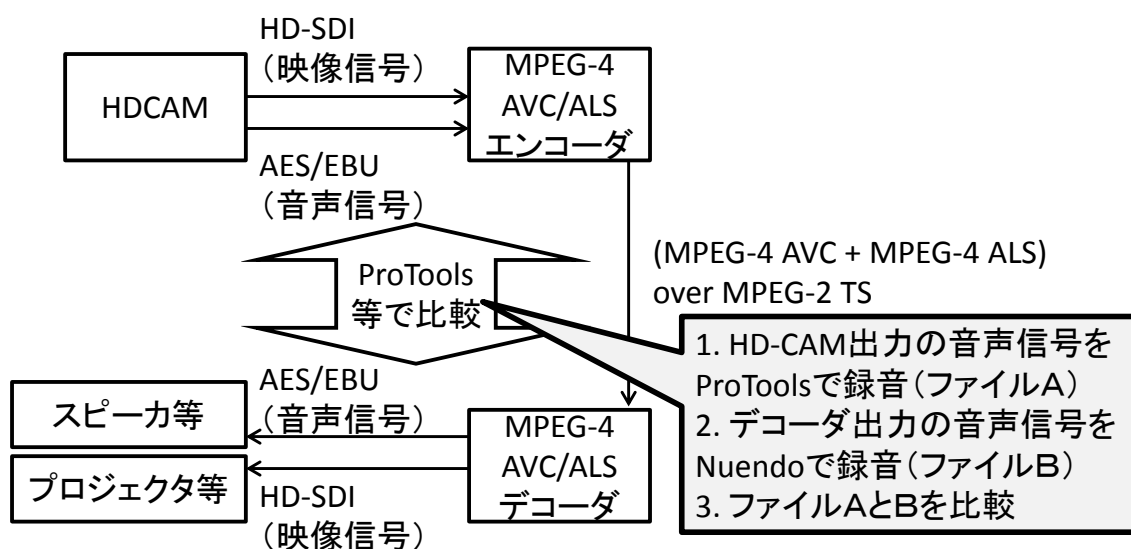 HD-SDI
（映像信号）
HDCAM
MPEG-4
AVC/ALS
エンコーダ
AES/EBU
（音声信号）
(MPEG-4 AVC + MPEG-4 ALS)
over MPEG-2 TS
ProTools
等で比較
1. HD-CAM出力の音声信号を
ProToolsで録音（ファイルA）
2. デコーダ出力の音声信号を
Nuendoで録音（ファイルB）
3. ファイルAとBを比較
AES/EBU
（音声信号）
スピーカ等
プロジェクタ等
MPEG-4
AVC/ALS
デコーダ
HD-SDI
（映像信号）